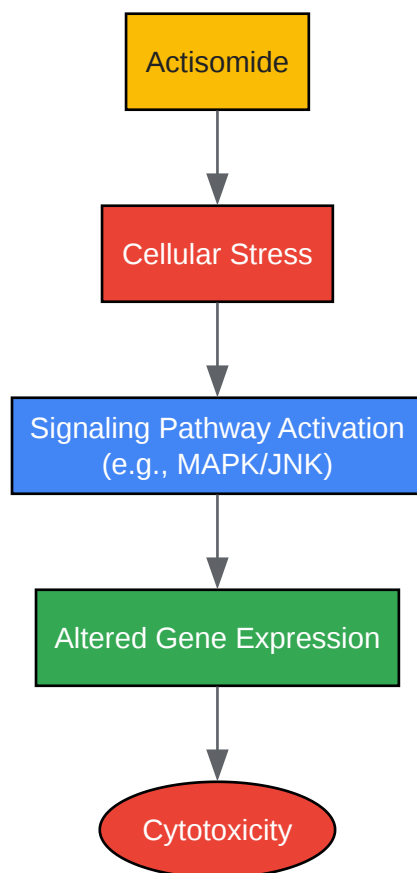 Actisomide
Cellular Stress
Signaling Pathway Activation
(e.g., MAPK/JNK)
Altered Gene Expression
Cytotoxicity